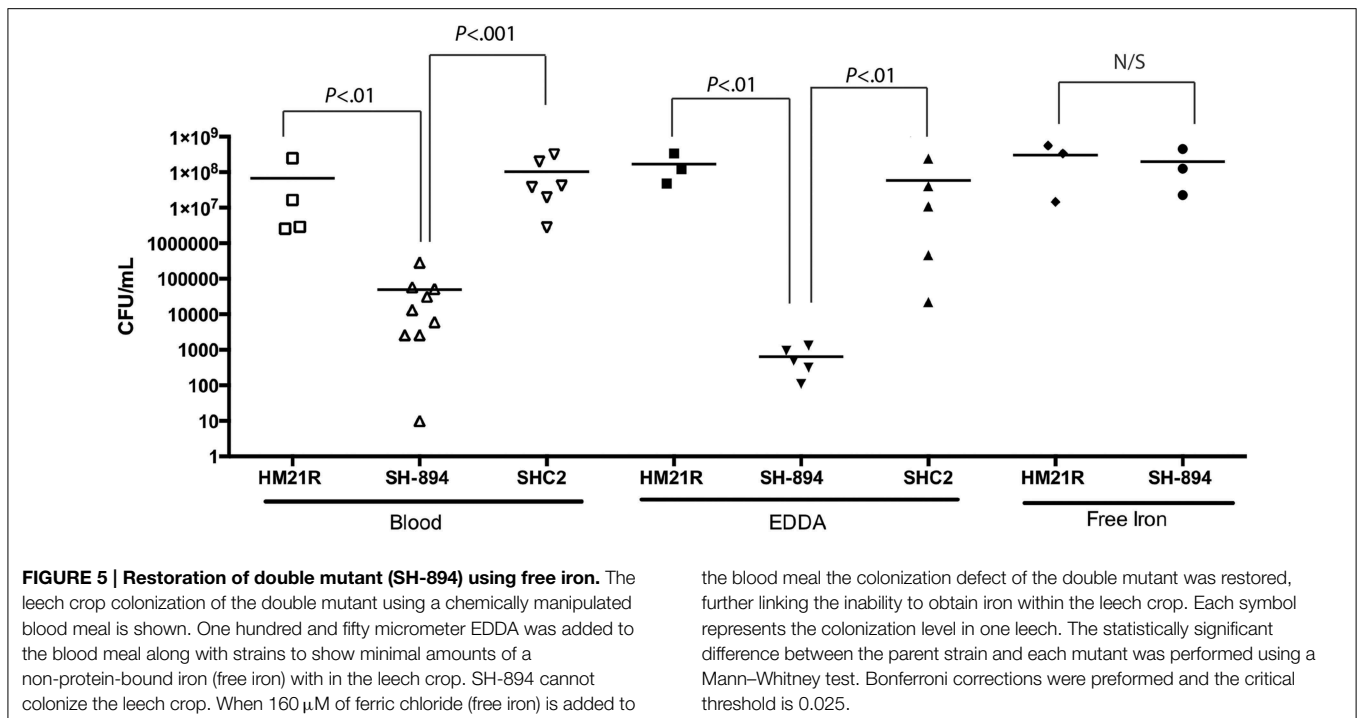 P<.001
N/S
P<.01
P<.01
P<.01
CFU/mL
1×10⁹
1×10⁸
1×10⁷
1000000
100000
10000
1000
100
10
1
HM21R SH-894 SHC2 HM21R SH-894 SHC2 HM21R SH-894
Blood EDDA Free Iron
FIGURE 5 | Restoration of double mutant (SH-894) using free iron. The
leech crop colonization of the double mutant using a chemically manipulated
blood meal is shown. One hundred and fifty micrometer EDDA was added to
the blood meal along with strains to show minimal amounts of a
non-protein-bound iron (free iron) with in the leech crop. SH-894 cannot
colonize the leech crop. When 160 μM of ferric chloride (free iron) is added to
the blood meal the colonization defect of the double mutant was restored,
further linking the inability to obtain iron within the leech crop. Each symbol
represents the colonization level in one leech. The statistically significant
difference between the parent strain and each mutant was performed using a
Mann–Whitney test. Bonferroni corrections were preformed and the critical
threshold is 0.025.